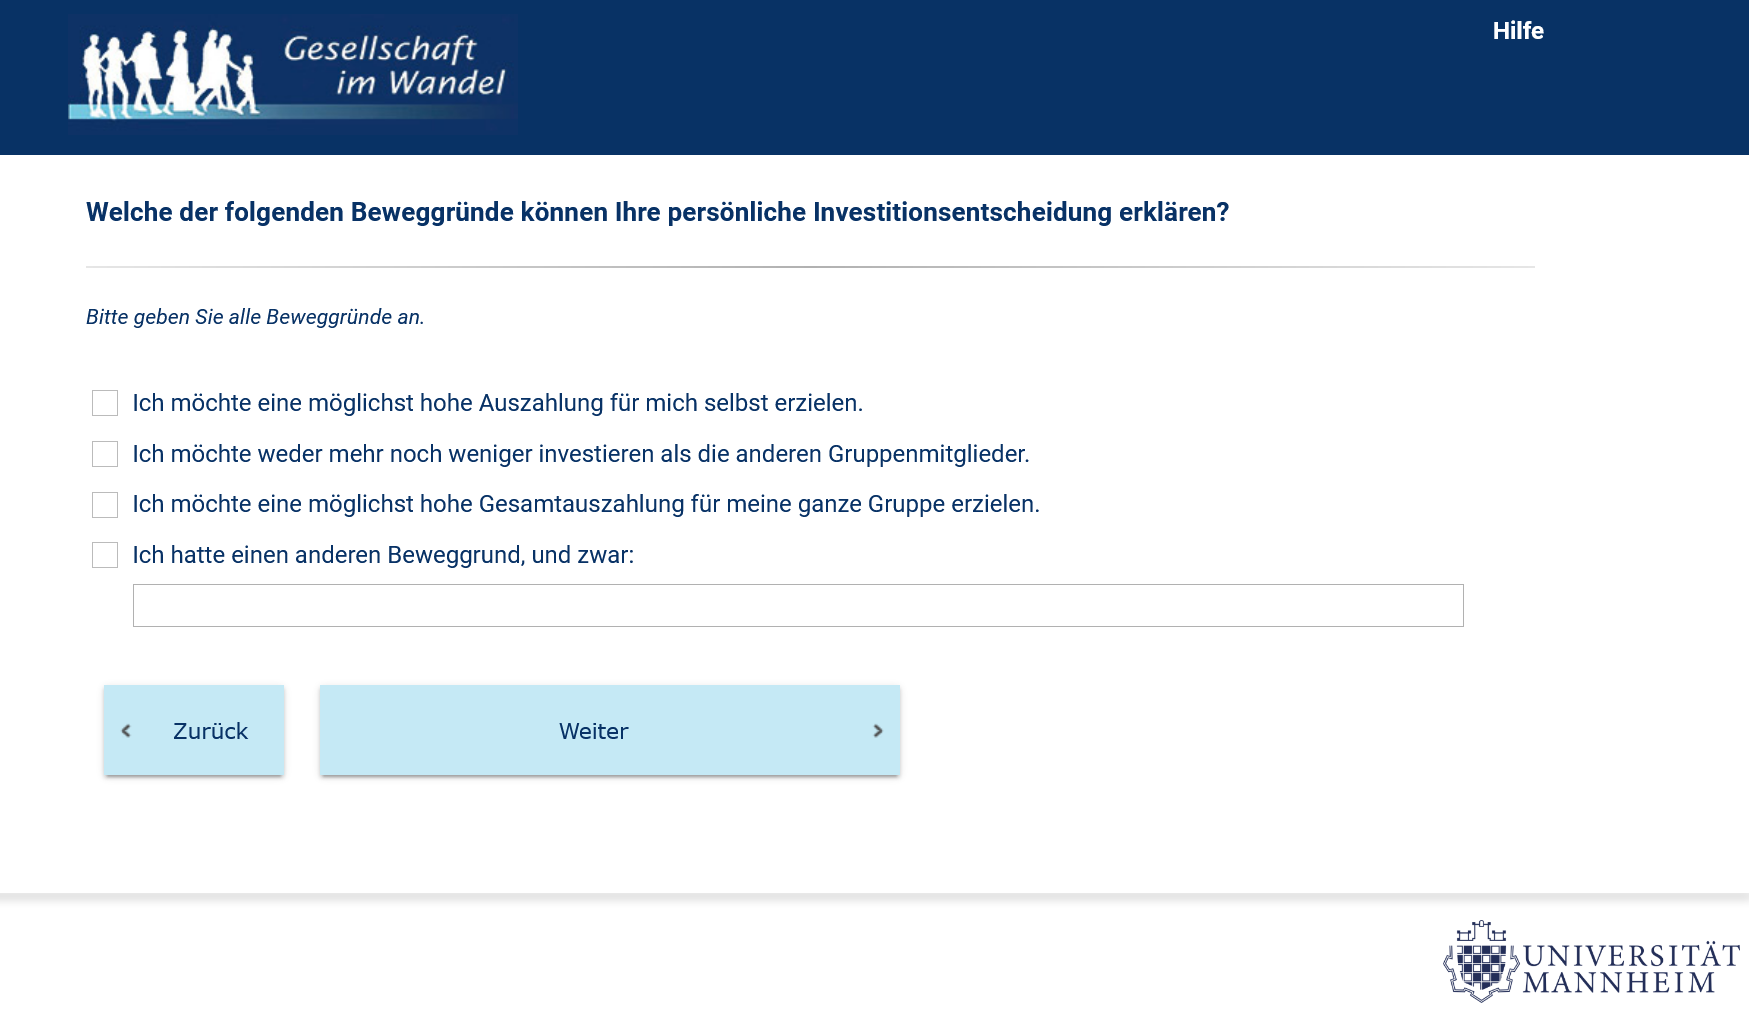 Gesellschaft
im Wandel
Hilfe
Welche der folgenden Beweggründe können Ihre persönliche Investitionsentscheidung erklären?
Bitte geben Sie alle Beweggründe an.
Ich möchte eine möglichst hohe Auszahlung für mich selbst erzielen.
Ich möchte weder mehr noch weniger investieren als die anderen Gruppenmitglieder.
Ich möchte eine möglichst hohe Gesamtauszahlung für meine ganze Gruppe erzielen.
Ich hatte einen anderen Beweggrund, und zwar:
Zurück
Weiter
UNIVERSITÄT
MANNHEIM